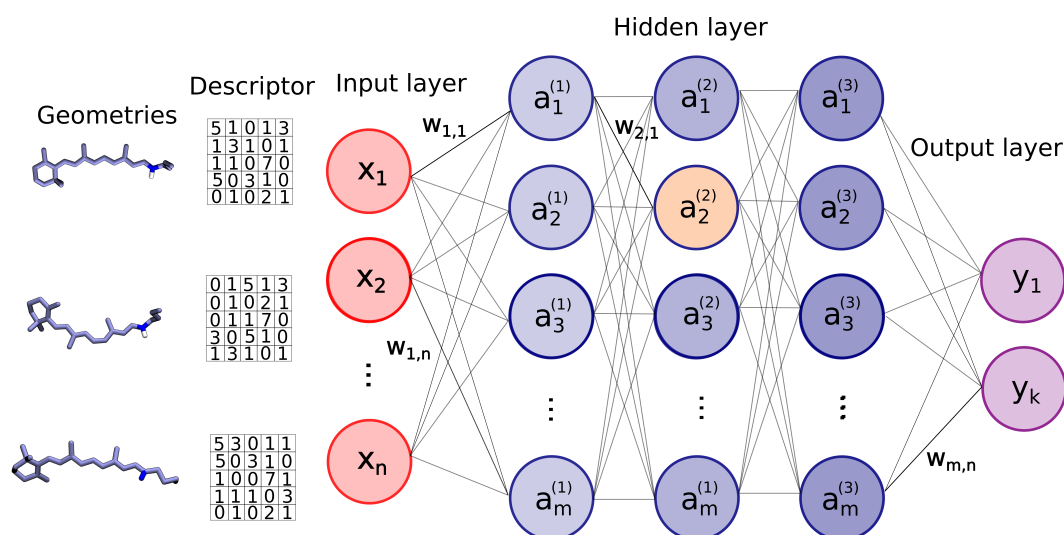 Geometries
Descriptor
5 1 0 1 3
1 3 1 0 1
1 1 0 7 0
5 0 3 1 0
0 1 0 2 1
0 1 5 1 3
0 1 0 2 1
0 1 1 7 0
3 0 5 1 0
1 3 1 0 1
5 3 0 1 1
5 0 3 1 0
1 0 0 7 1
1 1 1 0 3
0 1 0 2 1
Input layer
x₁
x₂
⋮
xₙ
w₁,₁
w₁,ₙ
Hidden layer
a₁⁽¹⁾
a₂⁽¹⁾
a₃⁽¹⁾
⋮
aₘ⁽¹⁾
w₂,₁
a₁⁽²⁾
a₂⁽²⁾
a₃⁽²⁾
⋮
aₘ⁽¹⁾
a₁⁽³⁾
a₂⁽³⁾
a₃⁽³⁾
⋮
aₘ⁽³⁾
Output layer
y₁
yₖ
wₘ,ₙ